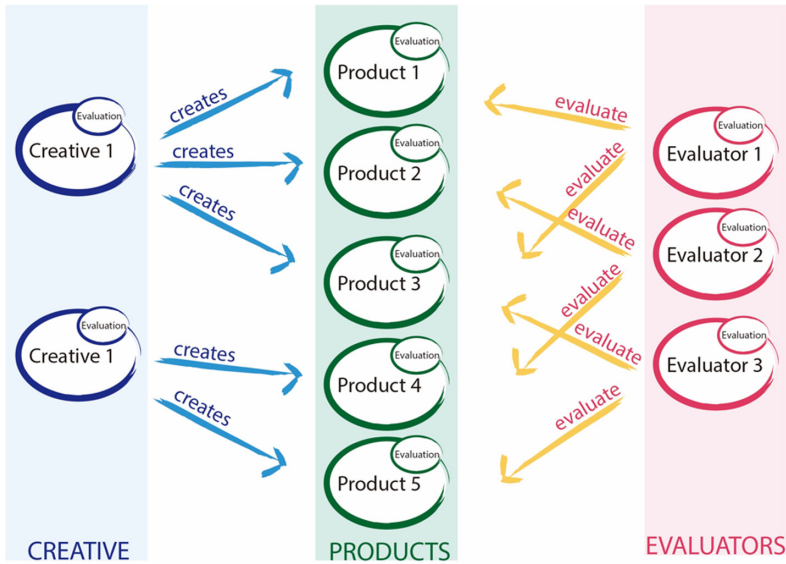 Evaluation
Creative 1
Evaluation
Creative 1
CREATIVE
creates
creates
creates
creates
creates
Evaluation
Product 1
Evaluation
Product 2
Evaluation
Product 3
Evaluation
Product 4
Evaluation
Product 5
PRODUCTS
evaluate
evaluate
evaluate
evaluate
evaluate
evaluate
Evaluation
Evaluator 1
Evaluation
Evaluator 2
Evaluation
Evaluator 3
EVALUATORS